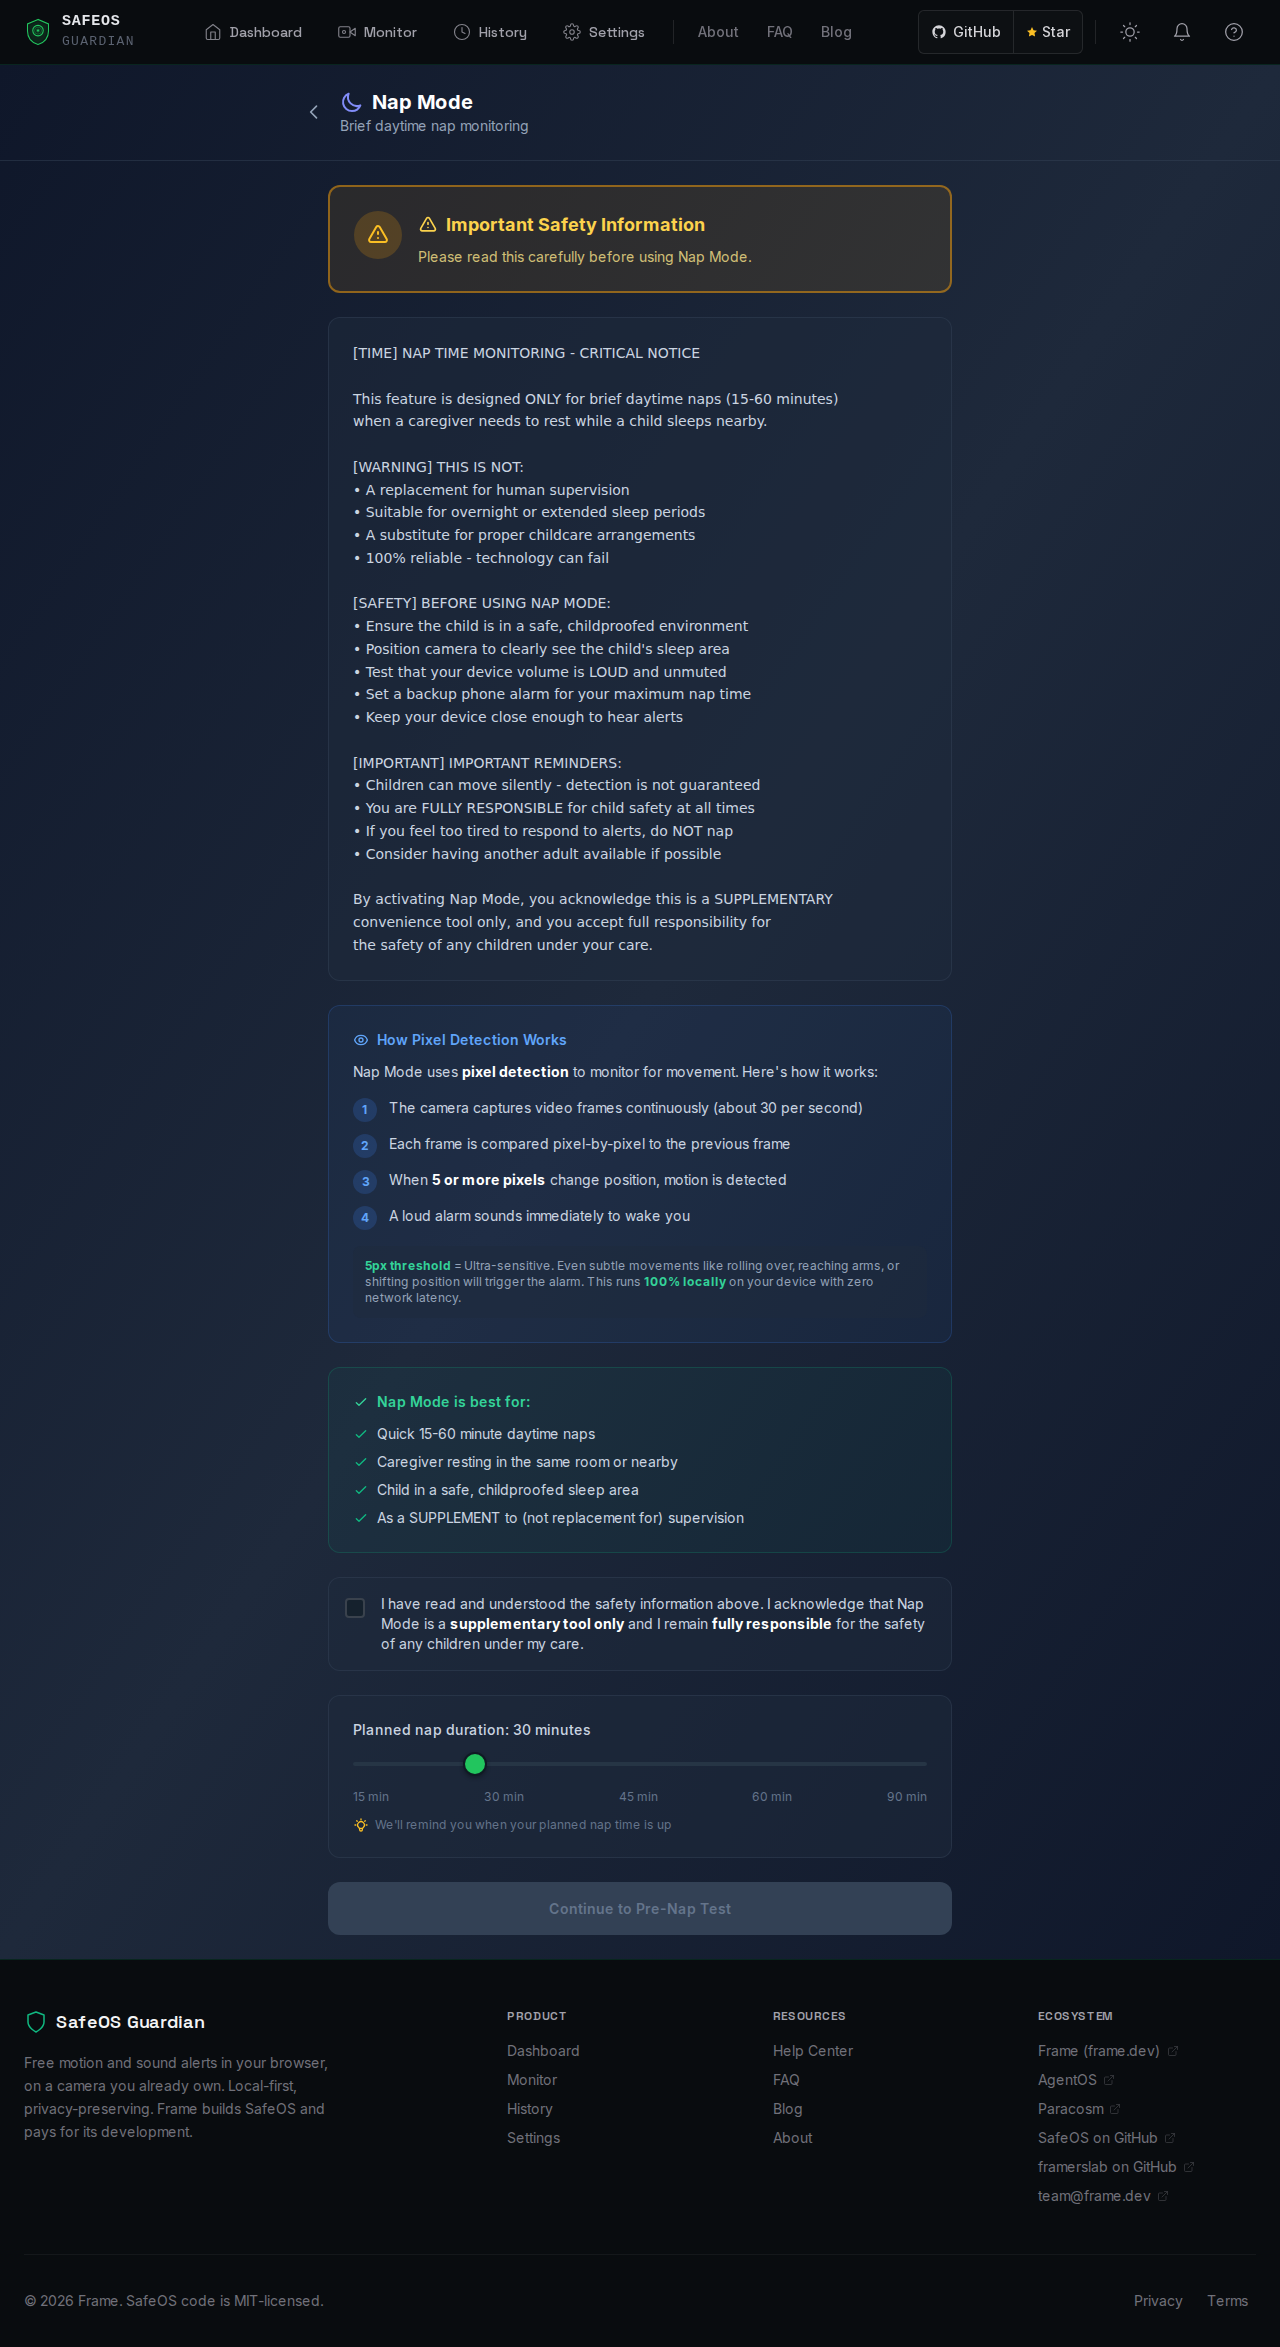 SAFEOS
GUARDIAN
Dashboard
Monitor
History
Settings
About
FAQ
Blog
GitHub
Star
Nap Mode
Brief daytime nap monitoring
Important Safety Information
Please read this carefully before using Nap Mode.
[TIME] NAP TIME MONITORING - CRITICAL NOTICE
This feature is designed ONLY for brief daytime naps (15-60 minutes)
when a caregiver needs to rest while a child sleeps nearby.
[WARNING] THIS IS NOT:
• A replacement for human supervision
• Suitable for overnight or extended sleep periods
• A substitute for proper childcare arrangements
• 100% reliable - technology can fail
[SAFETY] BEFORE USING NAP MODE:
• Ensure the child is in a safe, childproofed environment
• Position camera to clearly see the child's sleep area
• Test that your device volume is LOUD and unmuted
• Set a backup phone alarm for your maximum nap time
• Keep your device close enough to hear alerts
[IMPORTANT] IMPORTANT REMINDERS:
• Children can move silently - detection is not guaranteed
• You are FULLY RESPONSIBLE for child safety at all times
• If you feel too tired to respond to alerts, do NOT nap
• Consider having another adult available if possible
By activating Nap Mode, you acknowledge this is a SUPPLEMENTARY
convenience tool only, and you accept full responsibility for
the safety of any children under your care.
How Pixel Detection Works
Nap Mode uses pixel detection to monitor for movement. Here's how it works:
1 The camera captures video frames continuously (about 30 per second)
2 Each frame is compared pixel-by-pixel to the previous frame
3 When 5 or more pixels change position, motion is detected
4 A loud alarm sounds immediately to wake you
5px threshold = Ultra-sensitive. Even subtle movements like rolling over, reaching arms, or
shifting position will trigger the alarm. This runs 100% locally on your device with zero
network latency.
Nap Mode is best for:
Quick 15-60 minute daytime naps
Caregiver resting in the same room or nearby
Child in a safe, childproofed sleep area
As a SUPPLEMENT to (not replacement for) supervision
I have read and understood the safety information above. I acknowledge that Nap
Mode is a supplementary tool only and I remain fully responsible for the safety
of any children under my care.
Planned nap duration: 30 minutes
15 min 30 min 45 min 60 min 90 min
We'll remind you when your planned nap time is up
Continue to Pre-Nap Test
SafeOS Guardian
Free motion and sound alerts in your browser,
on a camera you already own. Local-first,
privacy-preserving. Frame builds SafeOS and
pays for its development.
PRODUCT
Dashboard
Monitor
History
Settings
RESOURCES
Help Center
FAQ
Blog
About
ECOSYSTEM
Frame (frame.dev)
AgentOS
Paracosm
SafeOS on GitHub
framerslab on GitHub
team@frame.dev
© 2026 Frame. SafeOS code is MIT-licensed.
Privacy
Terms